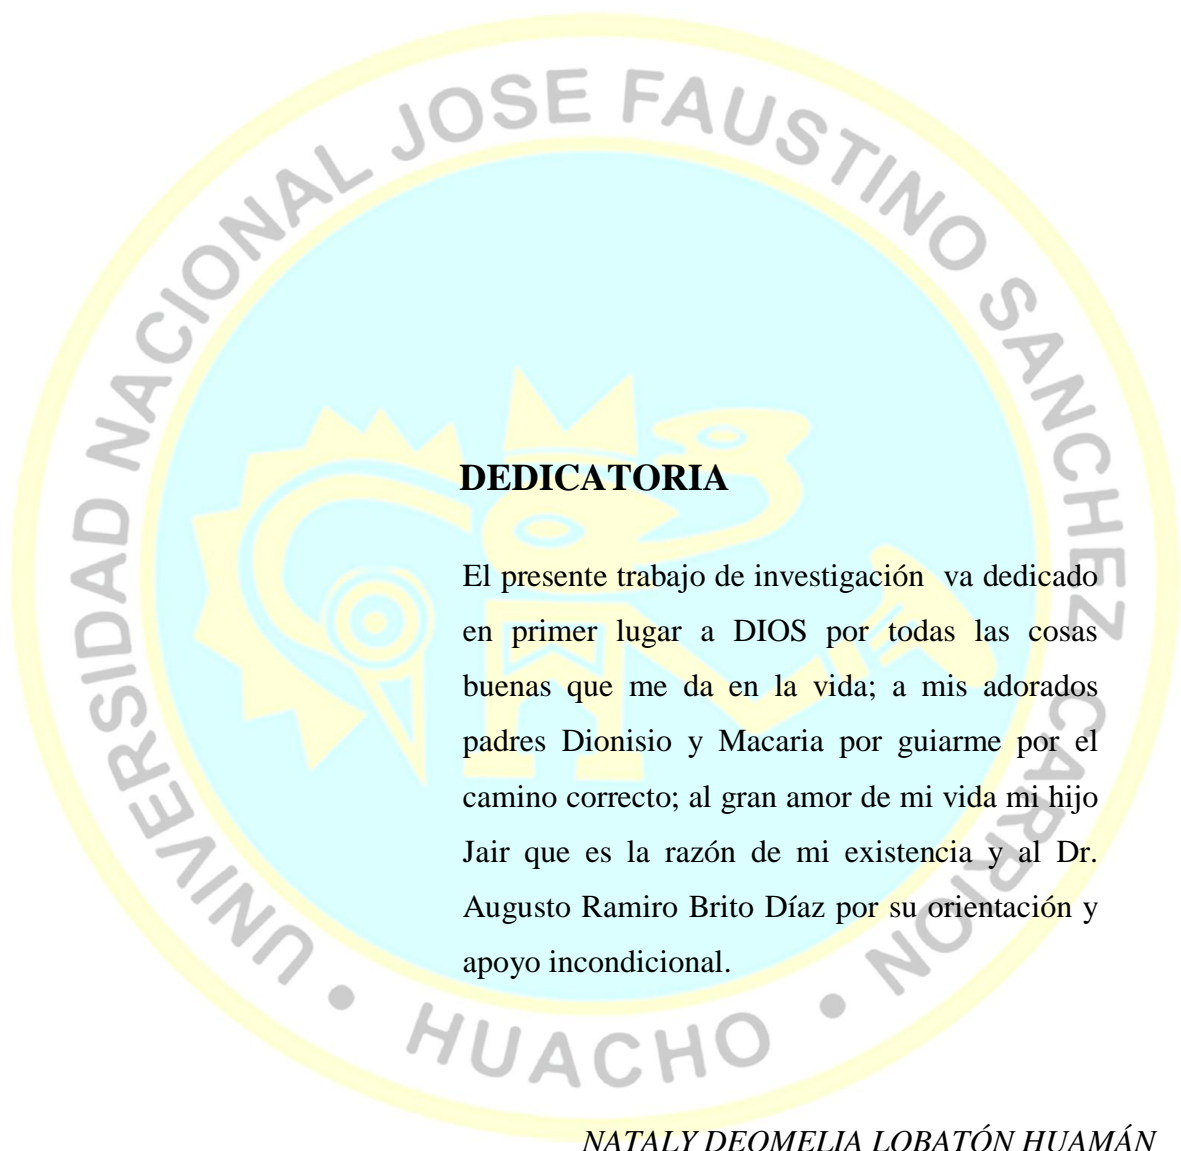 UNIVERSIDAD NACIONAL JOSE FAUSTINO SANCHEZ CARRION
• HUACHO •
DEDICATORIA
El presente trabajo de investigación va dedicado
en primer lugar a DIOS por todas las cosas
buenas que me da en la vida; a mis adorados
padres Dionisio y Macaria por guiarme por el
camino correcto; al gran amor de mi vida mi hijo
Jair que es la razón de mi existencia y al Dr.
Augusto Ramiro Brito Díaz por su orientación y
apoyo incondicional.
NATALY DEOMELIA LOBATÓN HUAMÁN